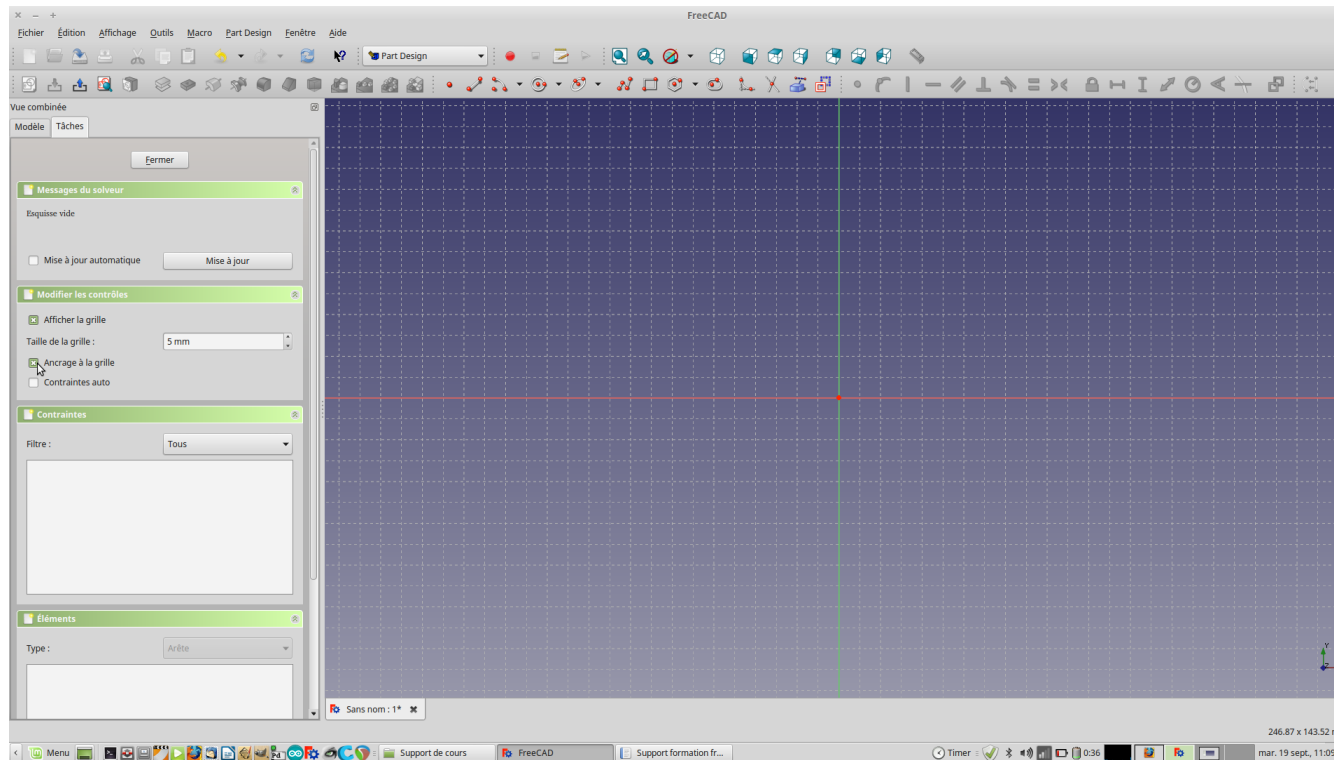 FreeCAD
Fichier Édition Affichage Outils Macro Part Design Fenêtre Aide
Part Design
Vue combinée
Modèle Tâches
Fermer
Messages du solveur
Esquisse vide
Mise à jour automatique Mise à jour
Modifier les contrôles
Afficher la grille
Taille de la grille : 5 mm
Ancrage à la grille
Contraintes auto
Contraintes
Filtre : Tous
Éléments
Type : Arête
Y
Z
Sans nom : 1*
246.87 x 143.52
Menu Support de cours FreeCAD Support formation fr... Timer : 0:36 mar. 19 sept., 11:05